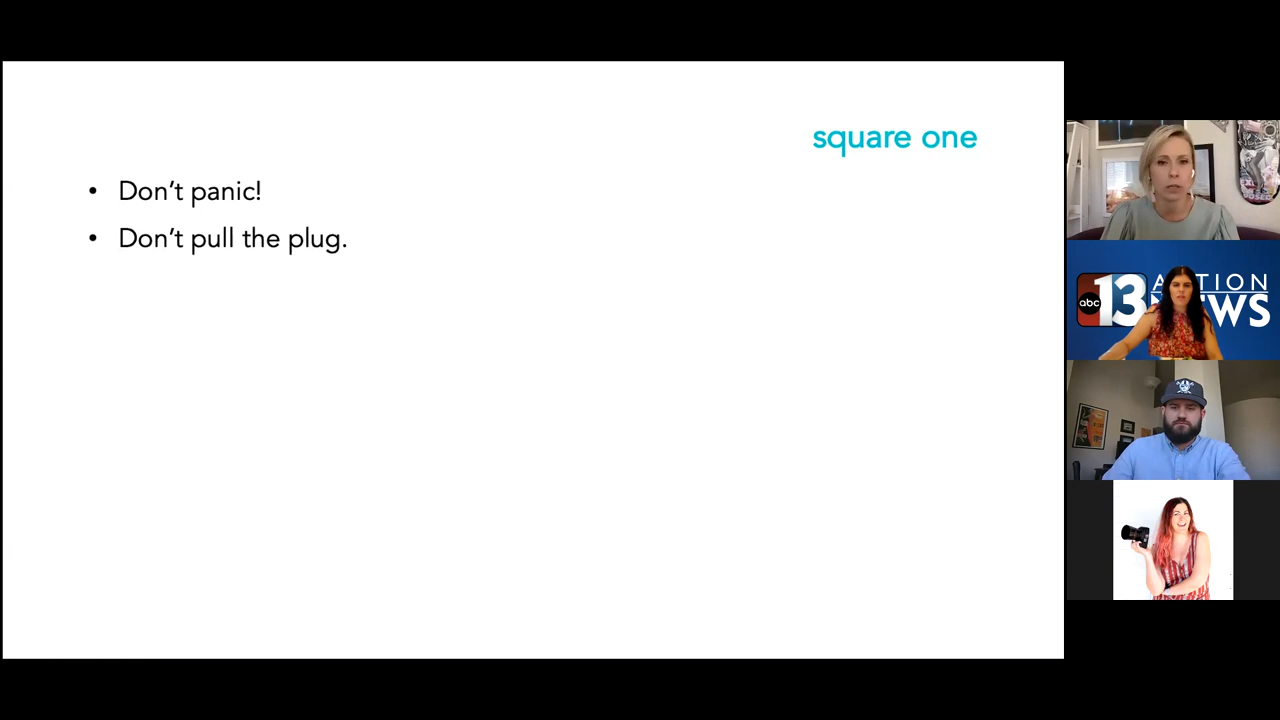 square one
• Don’t panic!
• Don’t pull the plug.
abc 13 ACTION
NEWS